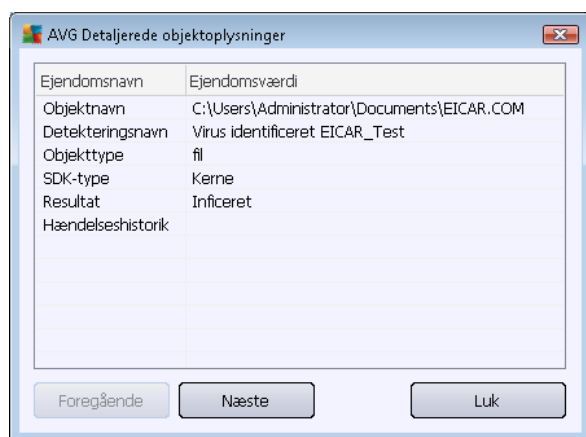 AVG Detaljerede objektoplysninger
Ejendomsnavn Ejendomsværdi
Objektnavn C:\Users\Administrator\Documents\EICAR.COM
Detekteringsnavn Virus identificeret EICAR_Test
Objekttype fil
SDK-type Kerne
Resultat Inficeret
Hændelseshistorik
Foregående Næste Luk